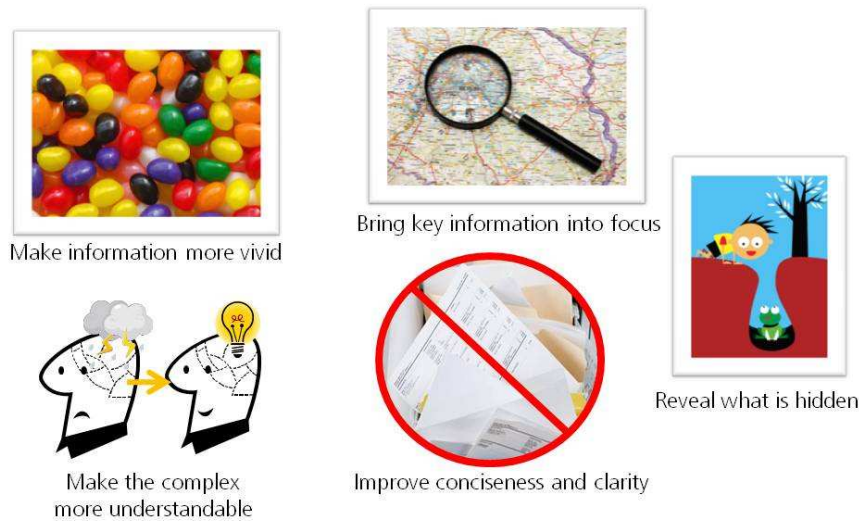 Make information more vivid
Bring key information into focus
Reveal what is hidden
Make the complex
more understandable
Improve conciseness and clarity